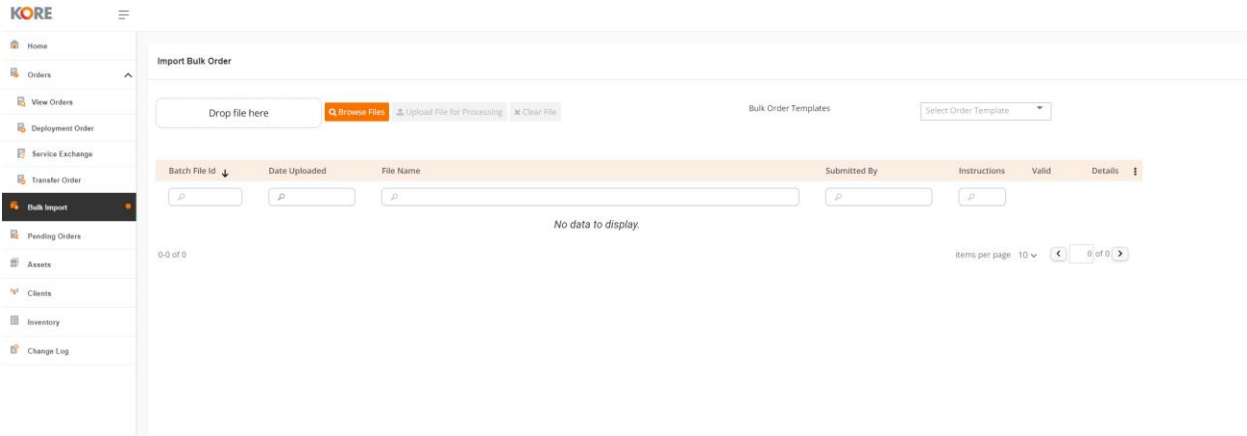 KORE
Home
Orders
View Orders
Deployment Order
Service Exchange
Transfer Order
Bulk Import
Pending Orders
Assets
Clients
Inventory
Change Log
Import Bulk Order
Drop file here
Browse Files
Upload File for Processing
Clear File
Bulk Order Templates
Select Order Template
Batch File Id Date Uploaded File Name Submitted By Instructions Valid Details
No data to display.
0-0 of 0
items per page 10
0 of 0